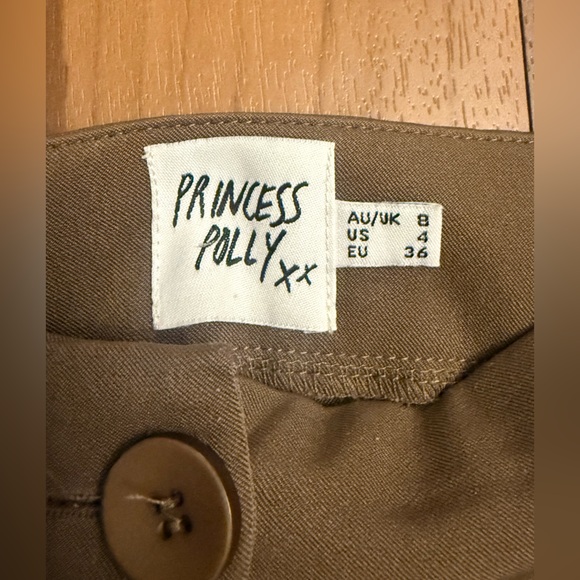 PRINCESS
POLLY xx
AU/UK 8
US 4
EU 36